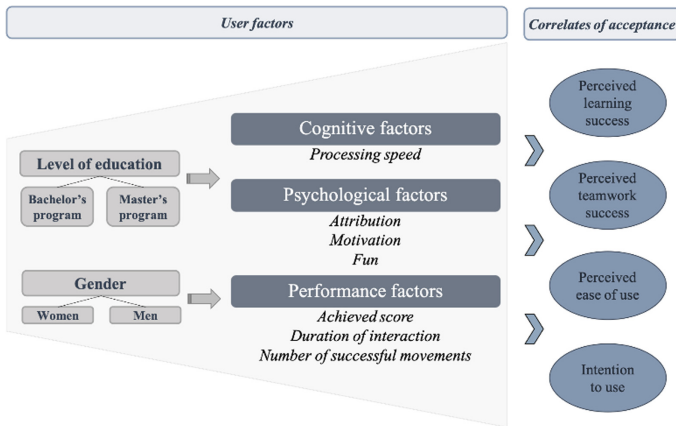 User factors
Correlates of acceptance
Level of education
Bachelor's
program
Master's
program
Gender
Women
Men
Cognitive factors
Processing speed
Psychological factors
Attribution
Motivation
Fun
Performance factors
Achieved score
Duration of interaction
Number of successful movements
Perceived
learning
success
Perceived
teamwork
success
Perceived
ease of use
Intention
to use